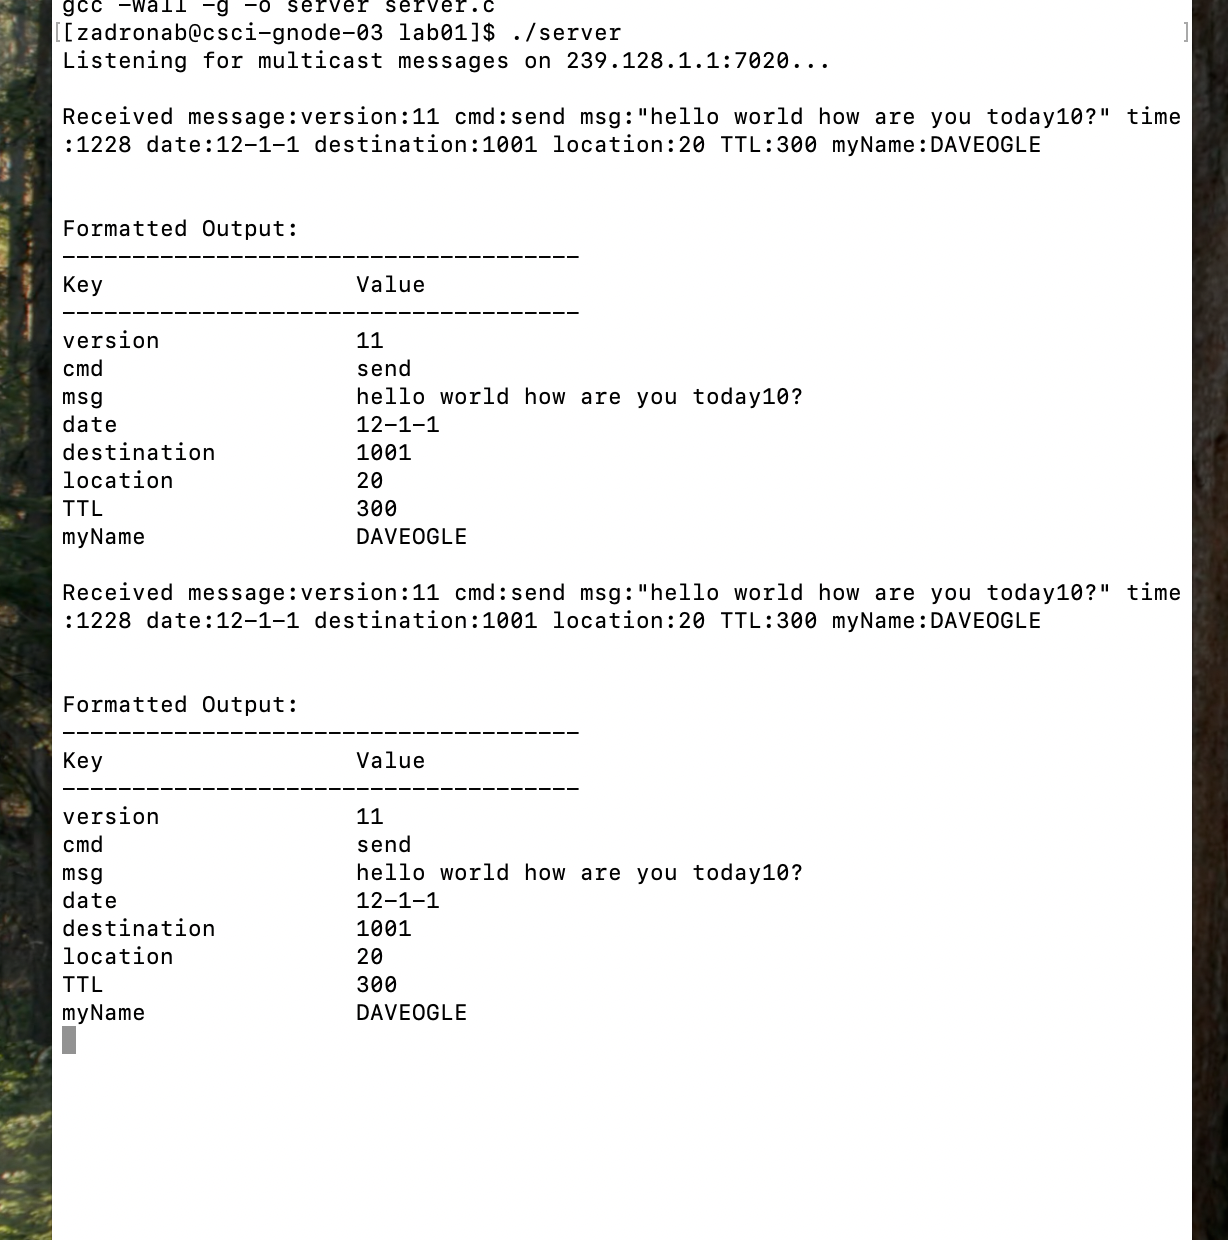 gcc -Wall -g -o server server.c
[[zadronab@csci-gnode-03 lab01]$ ./server ]
Listening for multicast messages on 239.128.1.1:7020...
Received message:version:11 cmd:send msg:"hello world how are you today10?" time
:1228 date:12-1-1 destination:1001 location:20 TTL:300 myName:DAVEOGLE
Formatted Output:
-------------------------------------
Key Value
-------------------------------------
version 11
cmd send
msg hello world how are you today10?
date 12-1-1
destination 1001
location 20
TTL 300
myName DAVEOGLE
Received message:version:11 cmd:send msg:"hello world how are you today10?" time
:1228 date:12-1-1 destination:1001 location:20 TTL:300 myName:DAVEOGLE
Formatted Output:
-------------------------------------
Key Value
-------------------------------------
version 11
cmd send
msg hello world how are you today10?
date 12-1-1
destination 1001
location 20
TTL 300
myName DAVEOGLE